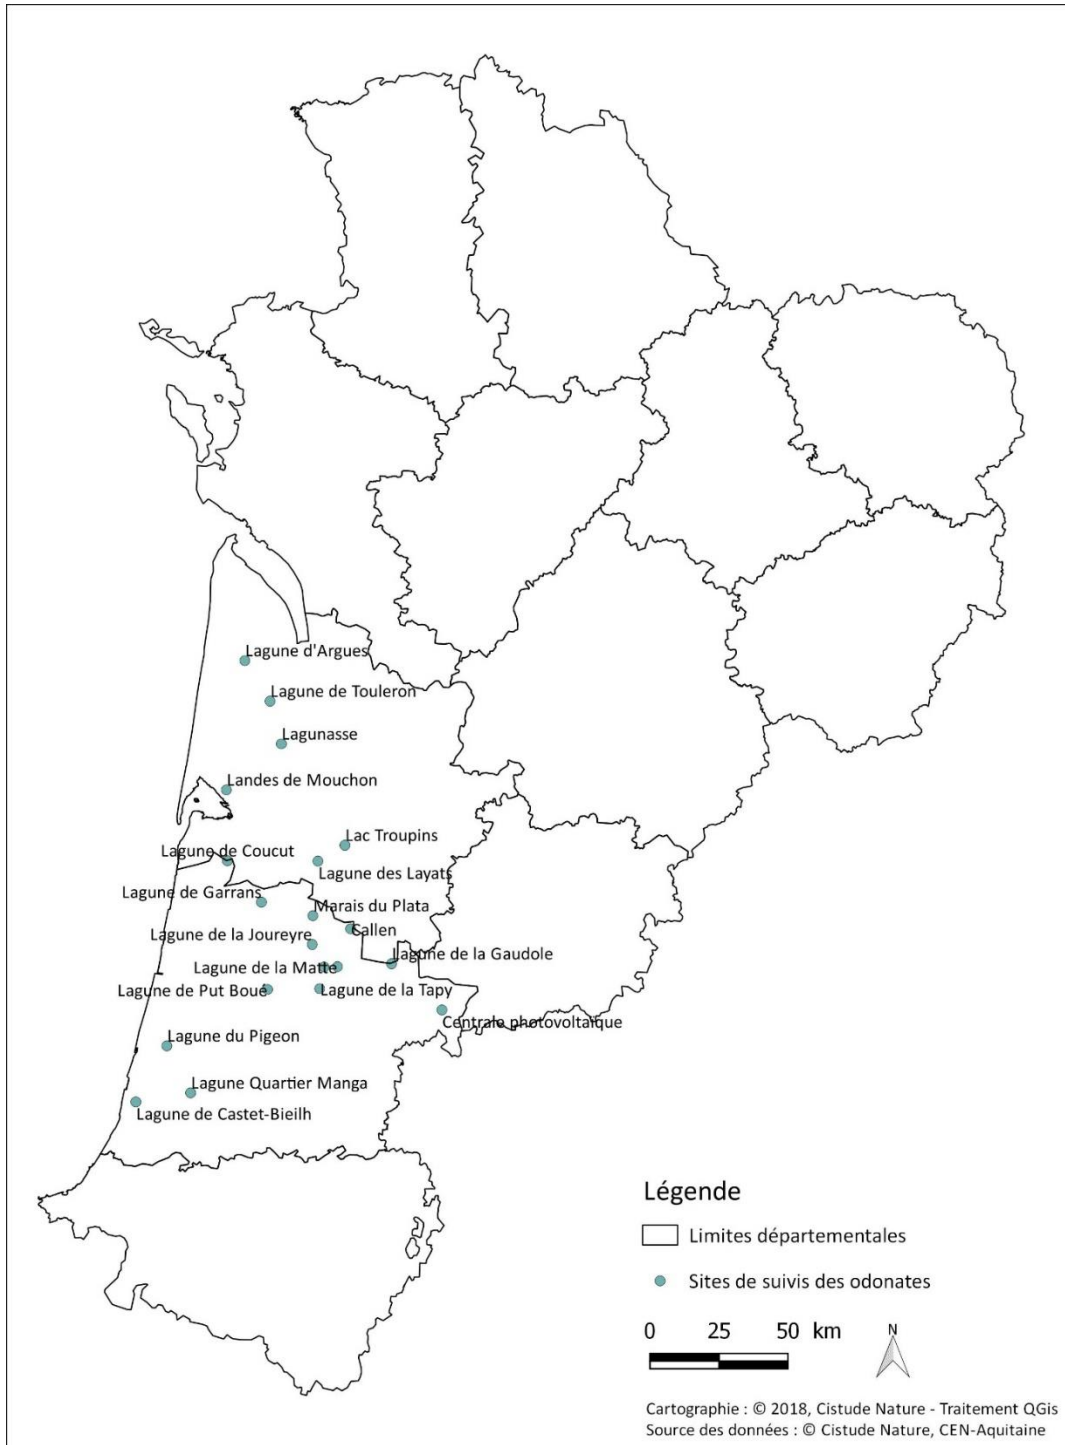 Lagune d'Argues
Lagune de Touleron
Lagunasse
Landes de Mouchon
Lac Troupins
Lagune de Coucut
Lagune des Layats
Lagune de Garrans
Marais du Plata
Callen
Lagune de la Joureyre
Lagune de la Gaudole
Lagune de la Matte
Lagune de Put Boué
Lagune de la Tapy
Centrale photovoltaïque
Lagune du Pigeon
Lagune Quartier Manga
Lagune de Castet-Bieilh
Légende
Limites départementales
Sites de suivis des odonates
0 25 50 km
N
Cartographie : © 2018, Cistude Nature - Traitement QGis
Source des données : © Cistude Nature, CEN-Aquitaine